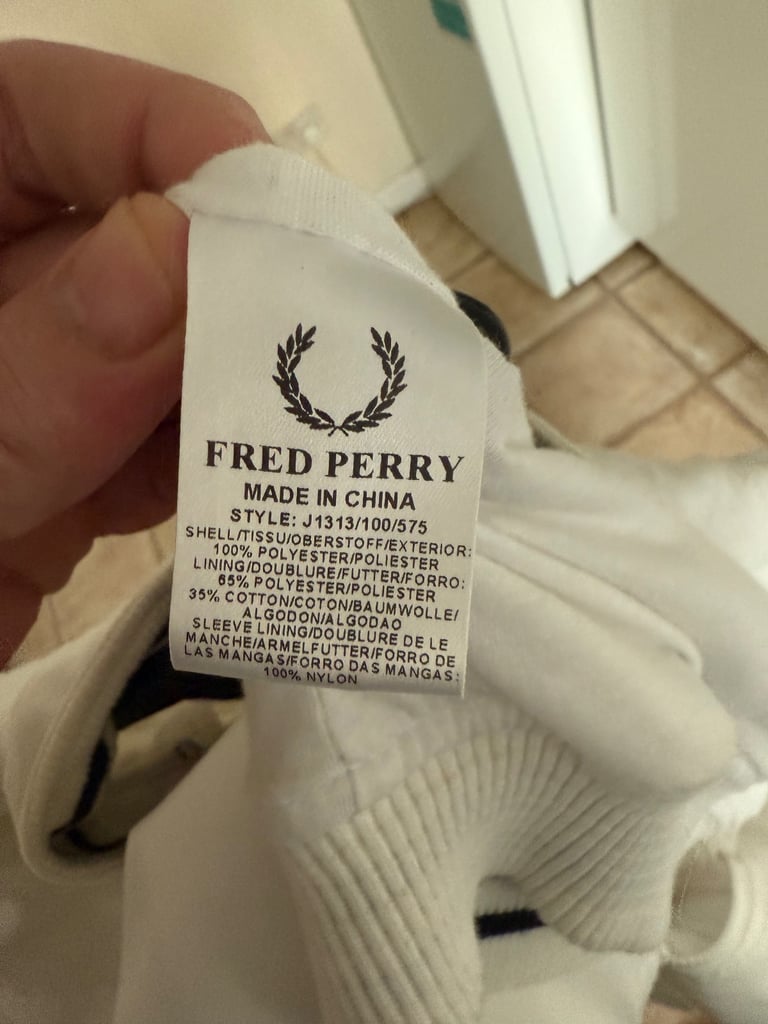 FRED PERRY
MADE IN CHINA
STYLE: J1313/100/575
SHELL/TISSU/OBERSTOFF/EXTERIOR:
100% POLYESTER/POLIESTER
LINING/DOUBLURE/FUTTER/FORRO:
65% POLYESTER/POLIESTER
35% COTTON/COTON/BAUMWOLLE/
ALGODON/ALGODAO
SLEEVE LINING/DOUBLURE DE LE
MANCHE/ARMELFUTTER/FORRO DE
LAS MANGAS/FORRO DAS MANGAS:
100% NYLON